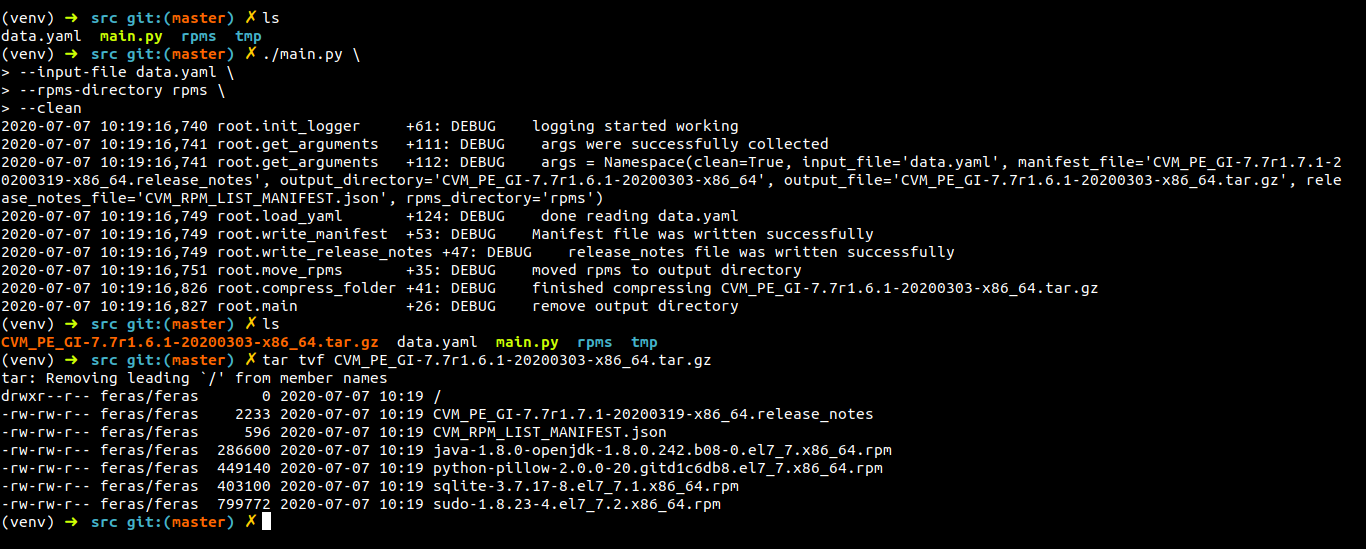 (venv) ➜  src git:(master) ✗ ls
data.yaml  main.py  rpms  tmp
(venv) ➜  src git:(master) ✗ ./main.py \
> --input-file data.yaml \
> --rpms-directory rpms \
> --clean
2020-07-07 10:19:16,740 root.init_logger     +61: DEBUG    logging started working
2020-07-07 10:19:16,741 root.get_arguments   +111: DEBUG     args were successfully collected
2020-07-07 10:19:16,741 root.get_arguments   +112: DEBUG     args = Namespace(clean=True, input_file='data.yaml', manifest_file='CVM_PE_GI-7.7r1.7.1-2
0200319-x86_64.release_notes', output_directory='CVM_PE_GI-7.7r1.6.1-20200303-x86_64', output_file='CVM_PE_GI-7.7r1.6.1-20200303-x86_64.tar.gz', rele
ase_notes_file='CVM_RPM_LIST_MANIFEST.json', rpms_directory='rpms')
2020-07-07 10:19:16,749 root.load_yaml       +124: DEBUG     done reading data.yaml
2020-07-07 10:19:16,749 root.write_manifest  +53: DEBUG    Manifest file was written successfully
2020-07-07 10:19:16,749 root.write_release_notes +47: DEBUG    release_notes file was written successfully
2020-07-07 10:19:16,751 root.move_rpms       +35: DEBUG    moved rpms to output directory
2020-07-07 10:19:16,826 root.compress_folder +41: DEBUG    finished compressing CVM_PE_GI-7.7r1.6.1-20200303-x86_64.tar.gz
2020-07-07 10:19:16,827 root.main            +26: DEBUG    remove output directory
(venv) ➜  src git:(master) ✗ ls
CVM_PE_GI-7.7r1.6.1-20200303-x86_64.tar.gz  data.yaml  main.py  rpms  tmp
(venv) ➜  src git:(master) ✗ tar tvf CVM_PE_GI-7.7r1.6.1-20200303-x86_64.tar.gz
tar: Removing leading `/' from member names
drwxr--r-- feras/feras       0 2020-07-07 10:19 /
-rw-rw-r-- feras/feras    2233 2020-07-07 10:19 CVM_PE_GI-7.7r1.7.1-20200319-x86_64.release_notes
-rw-rw-r-- feras/feras     596 2020-07-07 10:19 CVM_RPM_LIST_MANIFEST.json
-rw-rw-r-- feras/feras  286600 2020-07-07 10:19 java-1.8.0-openjdk-1.8.0.242.b08-0.el7_7.x86_64.rpm
-rw-rw-r-- feras/feras  449140 2020-07-07 10:19 python-pillow-2.0.0-20.gitd1c6db8.el7_7.x86_64.rpm
-rw-rw-r-- feras/feras  403100 2020-07-07 10:19 sqlite-3.7.17-8.el7_7.1.x86_64.rpm
-rw-rw-r-- feras/feras  799772 2020-07-07 10:19 sudo-1.8.23-4.el7_7.2.x86_64.rpm
(venv) ➜  src git:(master) ✗